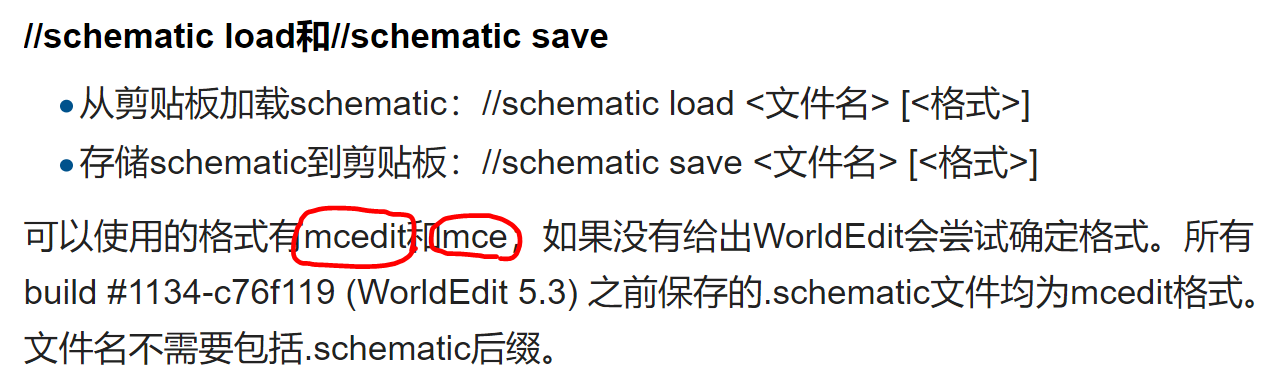 //schematic load和//schematic save
●从剪贴板加载schematic：//schematic load <文件名> [<格式>]
●存储schematic到剪贴板：//schematic save <文件名> [<格式>]
可以使用的格式有mcedit和mce，如果没有给出WorldEdit会尝试确定格式。所有
build #1134-c76f119 (WorldEdit 5.3) 之前保存的.schematic文件均为mcedit格式。
文件名不需要包括.schematic后缀。